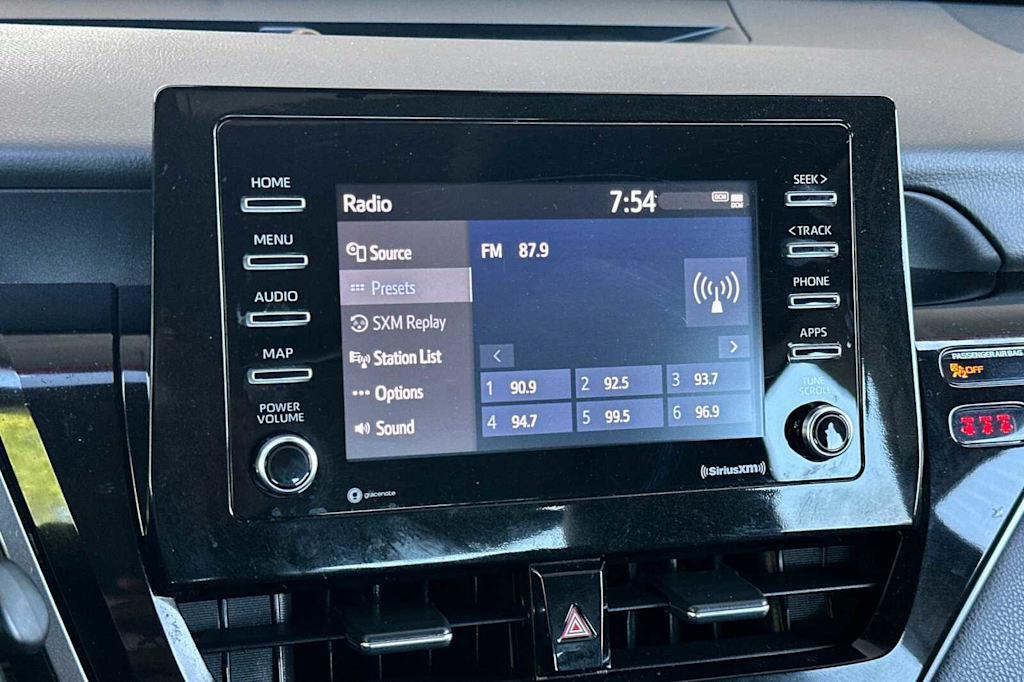 HOME
MENU
AUDIO
MAP
POWER
VOLUME
Radio 7:54 DCM
DCM
Source
Presets
SXM Replay
Station List
Options
Sound
FM 87.9
< >
1 90.9 2 92.5 3 93.7
4 94.7 5 99.5 6 96.9
SEEK >
< TRACK
PHONE
APPS
TUNE
SCROLL
gracenote
((SiriusXM))
PASSENGER AIR BAG
OFF